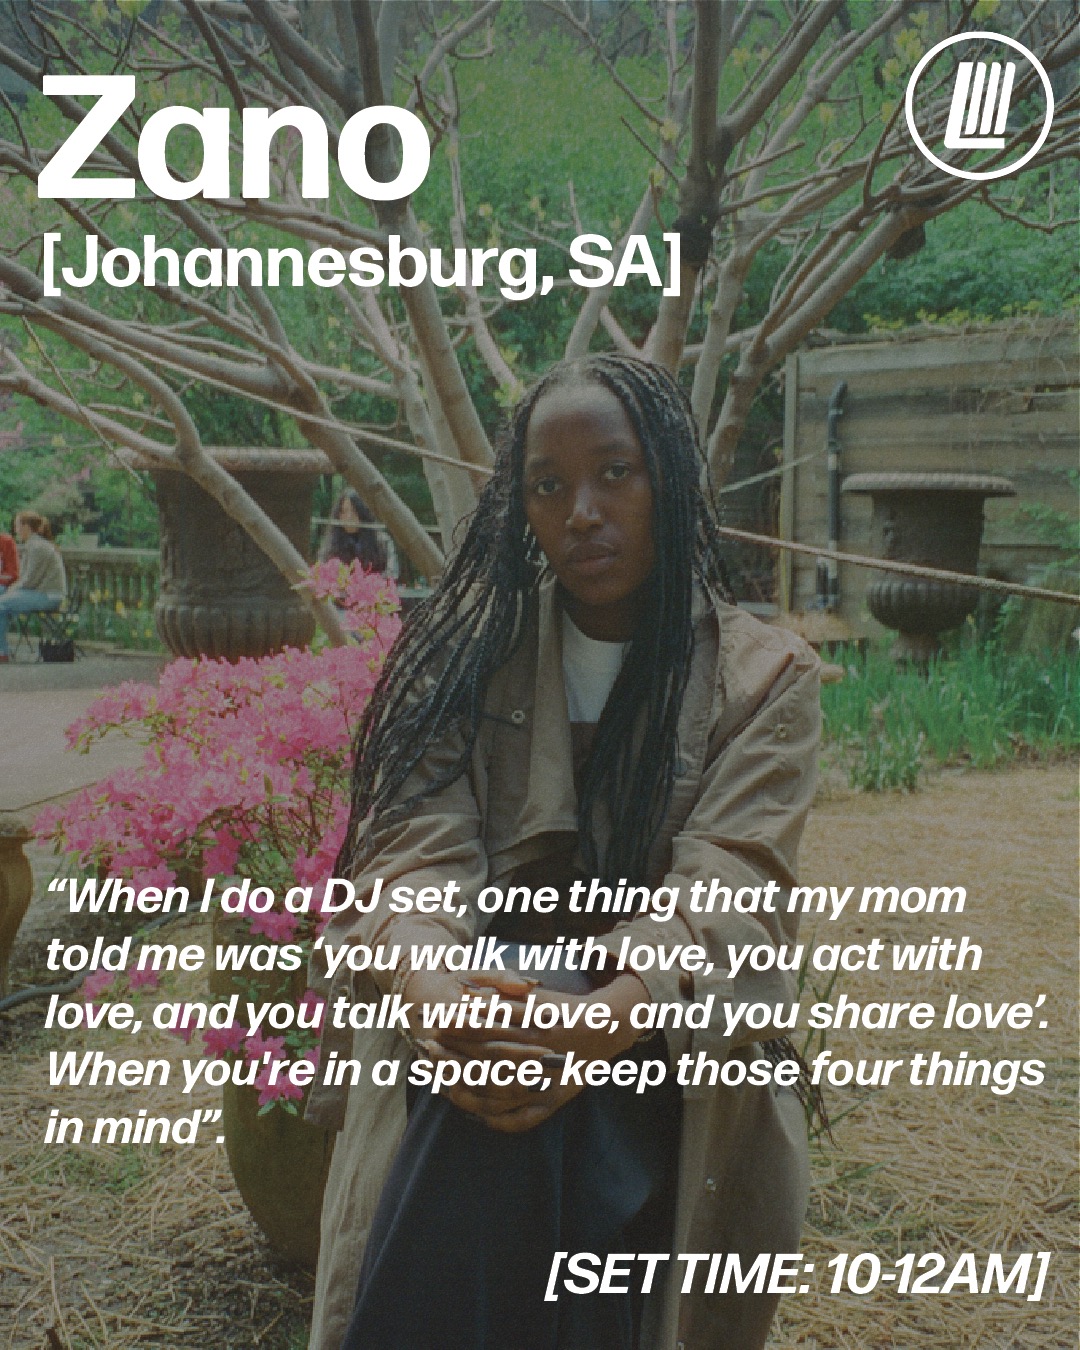 Zano
[Johannesburg, SA]
“When I do a DJ set, one thing that my mom
told me was ‘you walk with love, you act with
love, and you talk with love, and you share love’.
When you're in a space, keep those four things
in mind”.
[SET TIME: 10-12AM]